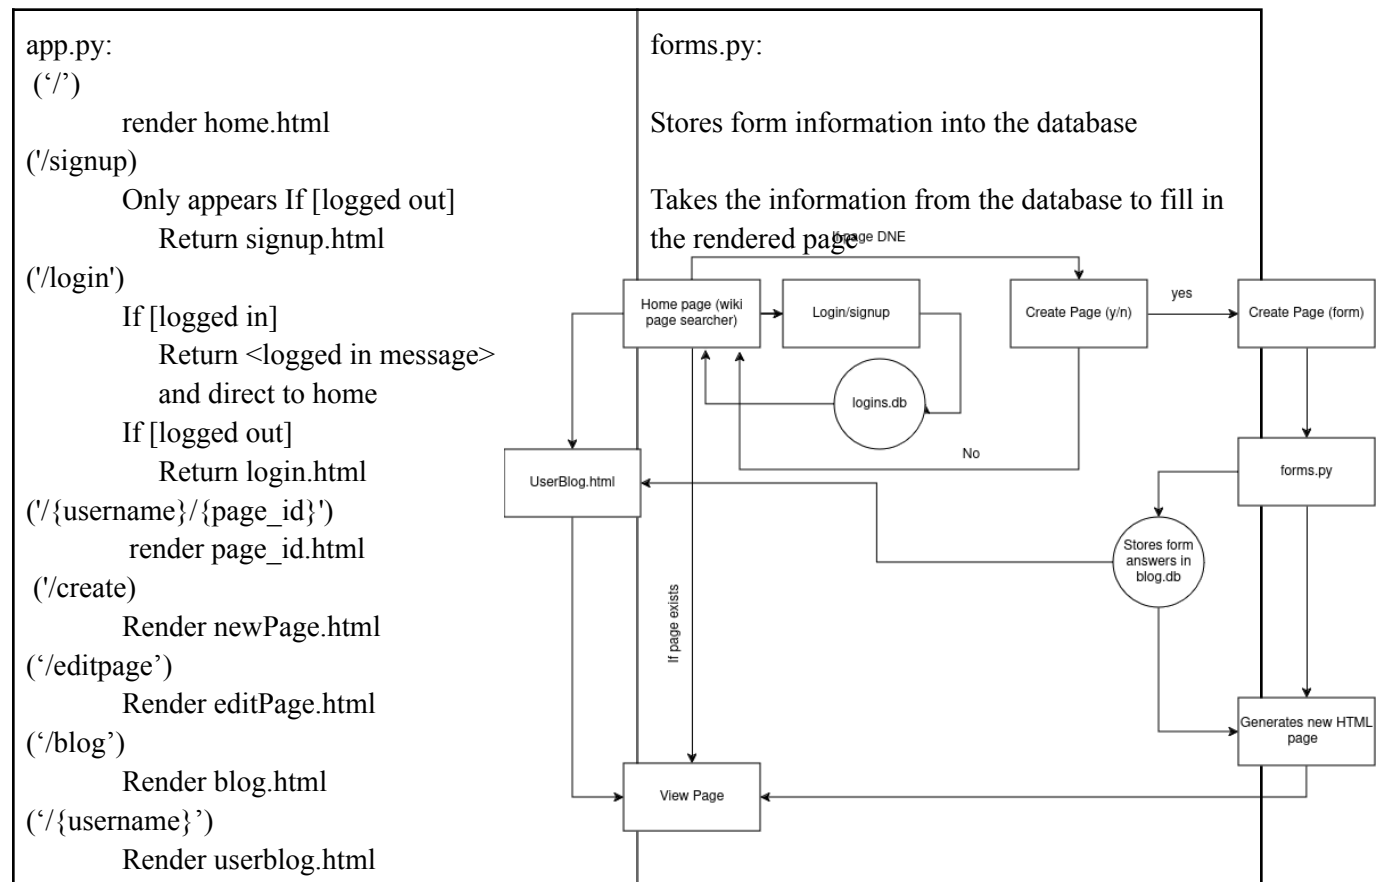 app.py:
(‘/’)
render home.html
('/signup)
Only appears If [logged out]
Return signup.html
('/login')
If [logged in]
Return <logged in message>
and direct to home
If [logged out]
Return login.html
('/{username}/{page_id}')
render page_id.html
('/create)
Render newPage.html
(‘/editpage’)
Render editPage.html
(‘/blog’)
Render blog.html
(‘/{username}’)
Render userblog.html
forms.py:
Stores form information into the database
Takes the information from the database to fill in
the rendered page
If page DNE
Home page (wiki
page searcher)
Login/signup
Create Page (y/n)
yes
Create Page (form)
logins.db
No
UserBlog.html
forms.py
Stores form
answers in
blog.db
If page exists
Generates new HTML
page
View Page